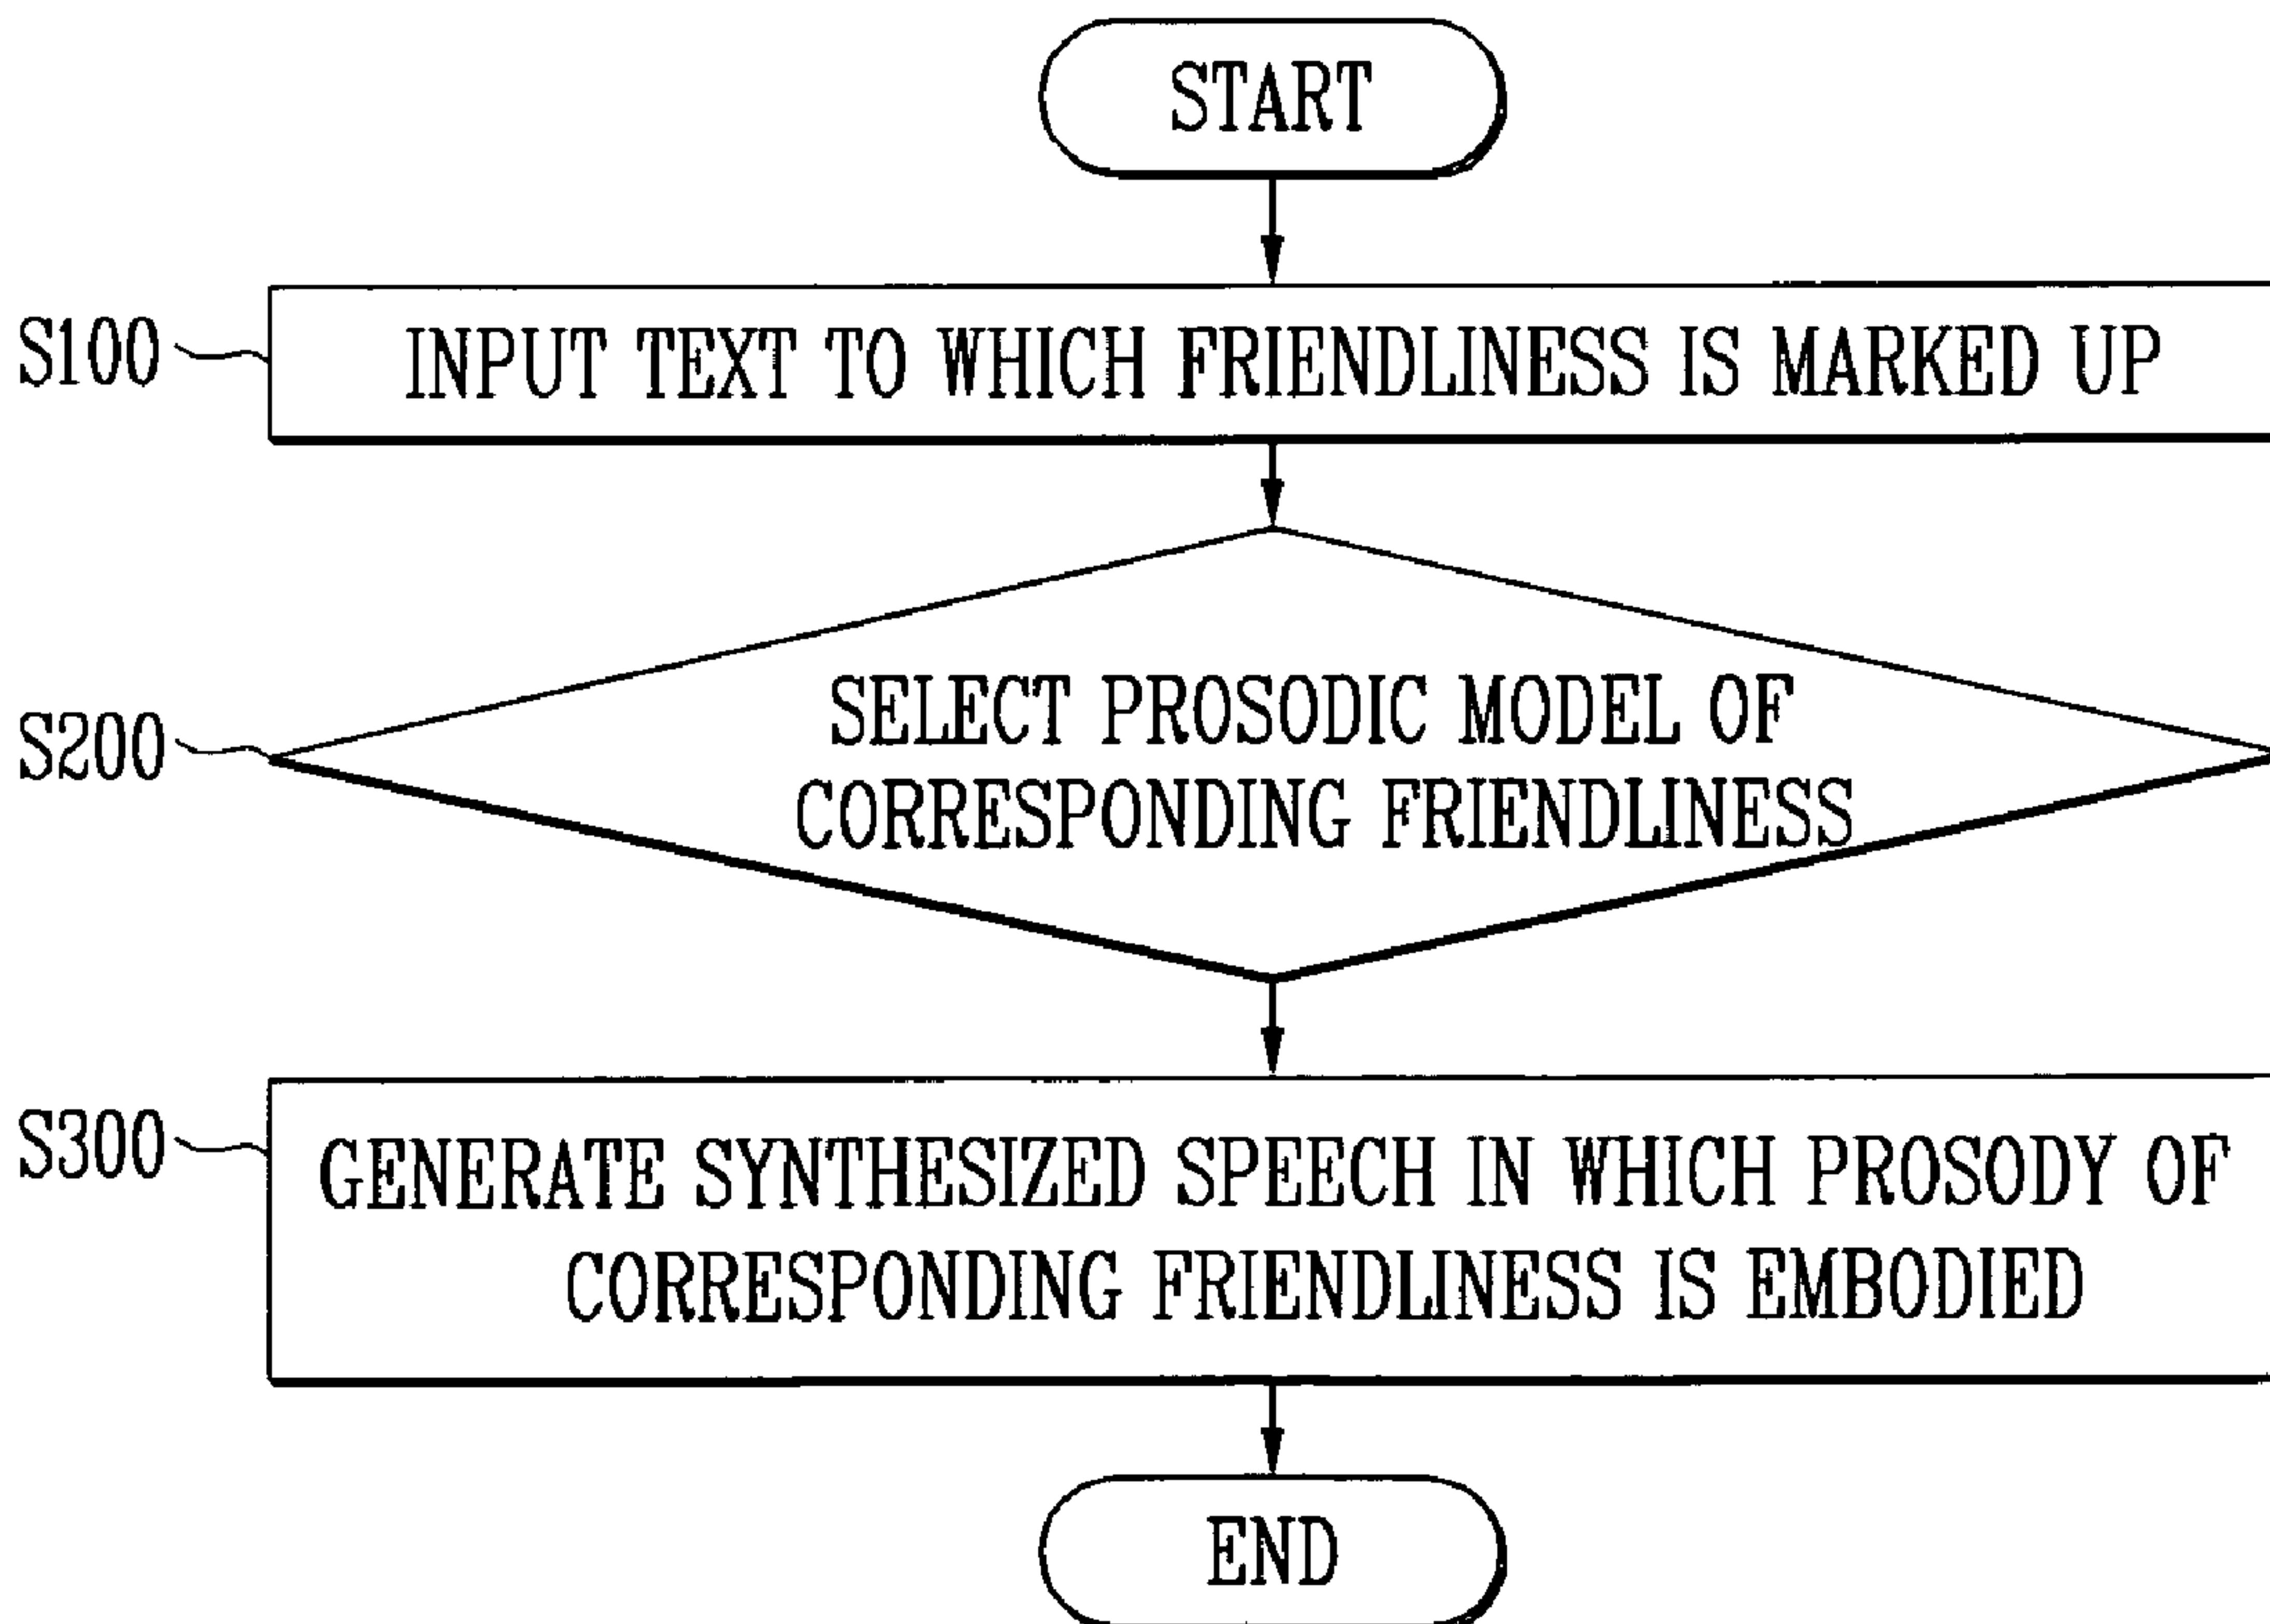 START
S100
INPUT TEXT TO WHICH FRIENDLINESS IS MARKED UP
S200
SELECT PROSODIC MODEL OF
CORRESPONDING FRIENDLINESS
S300
GENERATE SYNTHESIZED SPEECH IN WHICH PROSODY OF
CORRESPONDING FRIENDLINESS IS EMBODIED
END